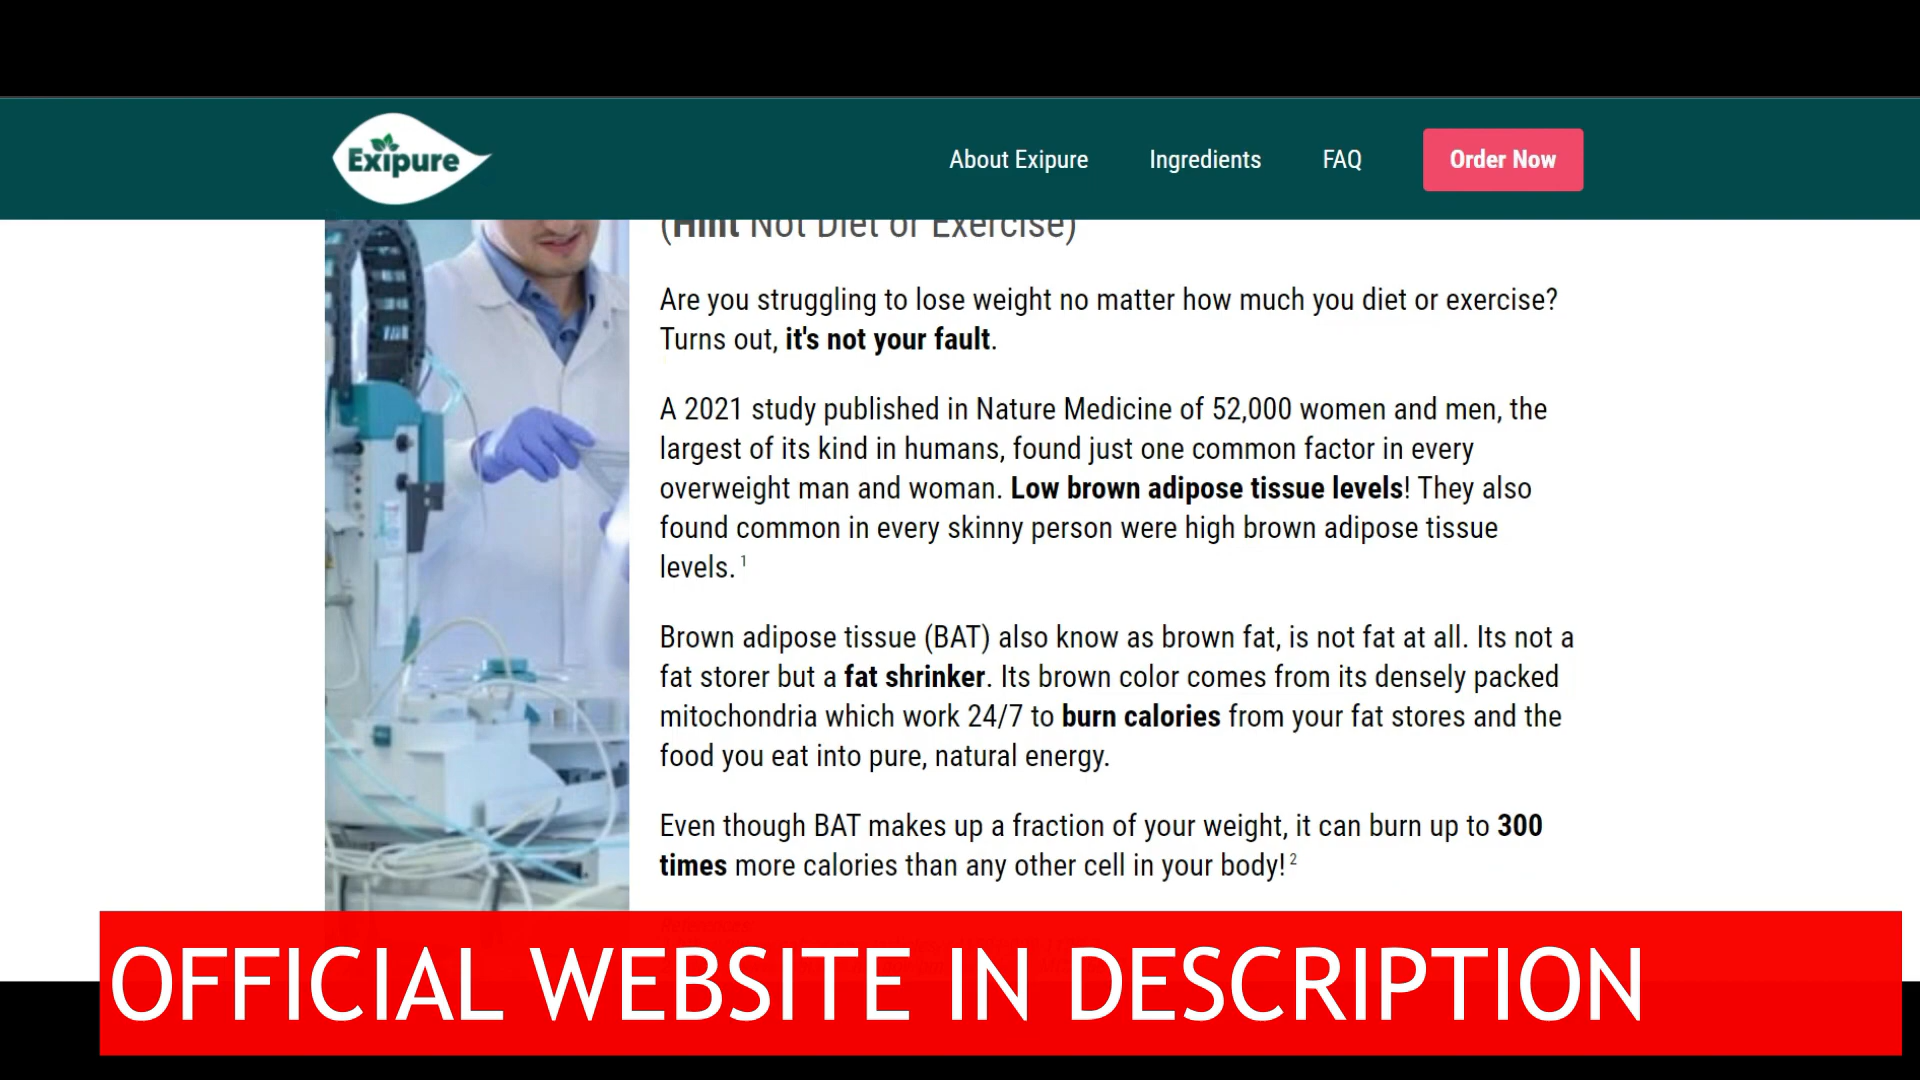 Exipure
About Exipure
Ingredients
FAQ
Order Now
(Hint Not Diet or Exercise)
Are you struggling to lose weight no matter how much you diet or exercise?
Turns out, it's not your fault.
A 2021 study published in Nature Medicine of 52,000 women and men, the
largest of its kind in humans, found just one common factor in every
overweight man and woman. Low brown adipose tissue levels! They also
found common in every skinny person were high brown adipose tissue
levels. 1
Brown adipose tissue (BAT) also know as brown fat, is not fat at all. Its not a
fat storer but a fat shrinker. Its brown color comes from its densely packed
mitochondria which work 24/7 to burn calories from your fat stores and the
food you eat into pure, natural energy.
Even though BAT makes up a fraction of your weight, it can burn up to 300
times more calories than any other cell in your body! 2
OFFICIAL WEBSITE IN DESCRIPTION